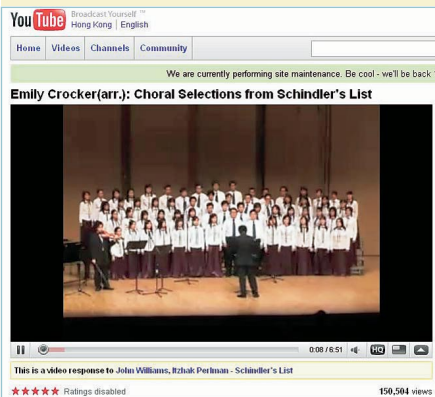 You Tube Broadcast Yourself ™
Hong Kong | English
Home Videos Channels Community
We are currently performing site maintenance. Be cool - we'll be back
Emily Crocker(arr.): Choral Selections from Schindler's List
0:08 / 6:51 HQ
This is a video response to John Williams, Itzhak Perlman - Schindler's List
Ratings disabled 150,504 views